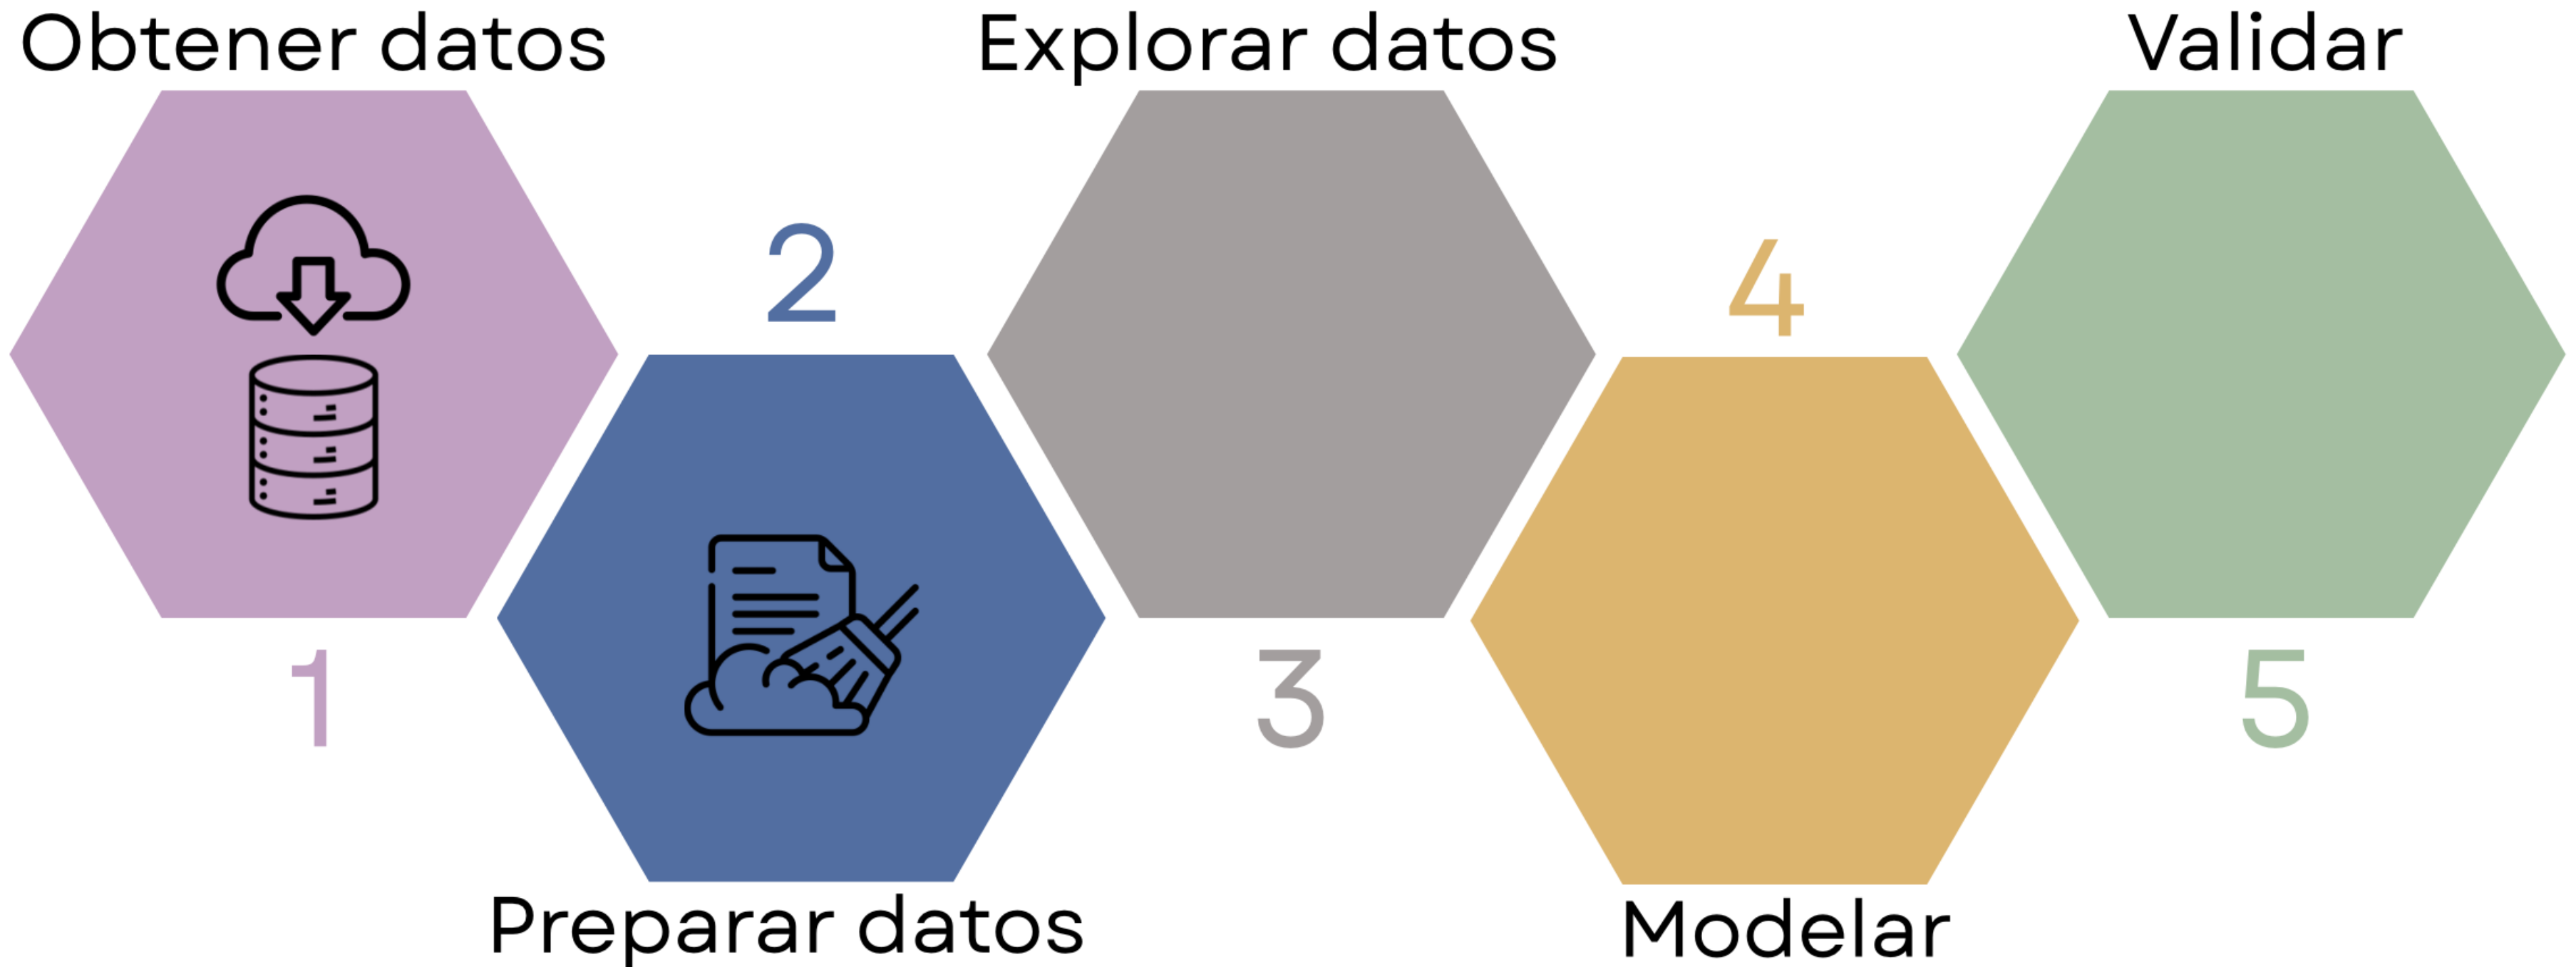 Obtener datos
1
2
Preparar datos
Explorar datos
3
4
Modelar
Validar
5